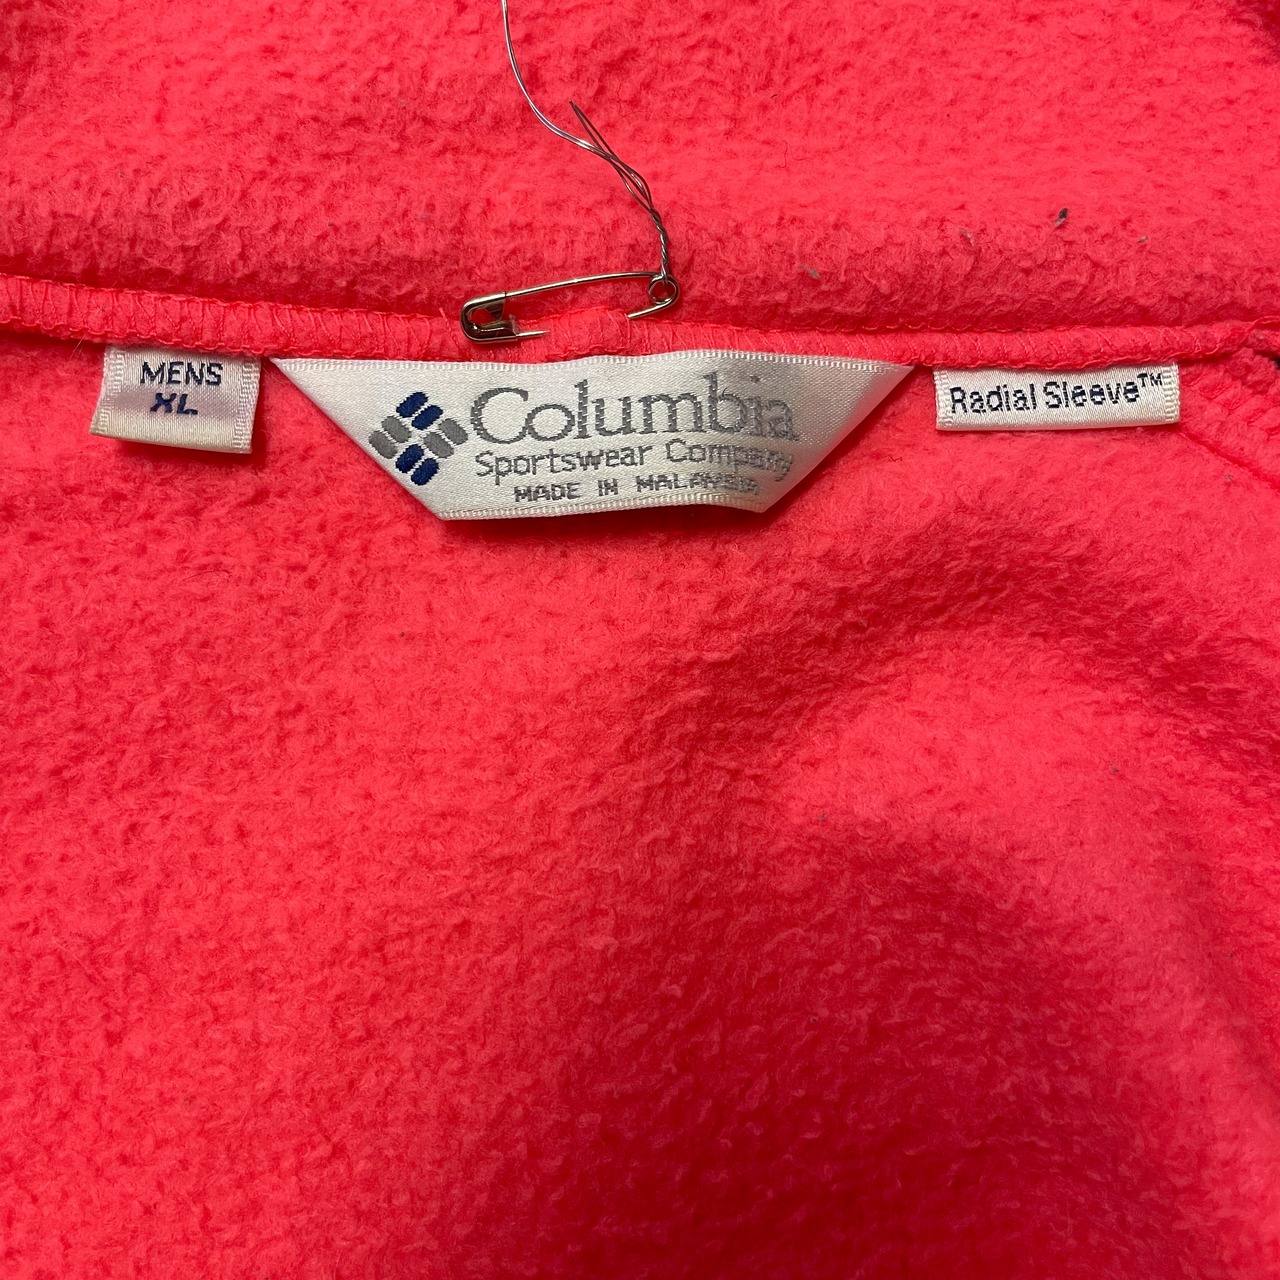 MENS
XL
Columbia
Sportswear Company
MADE IN MALAYSIA
Radial Sleeve™